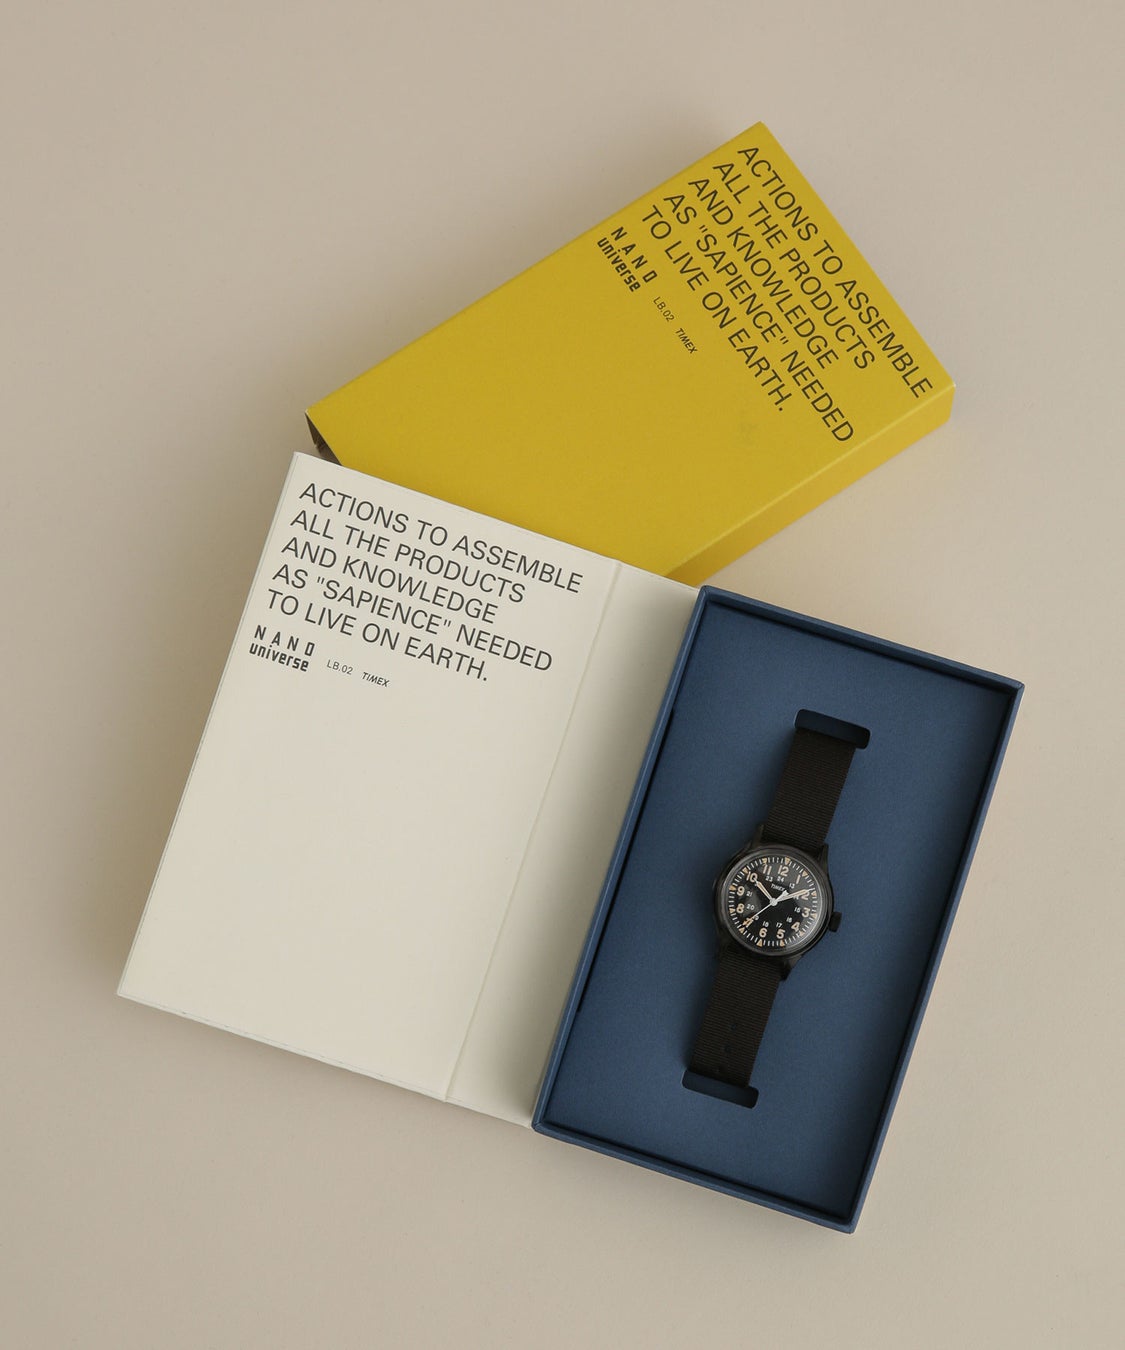 ACTIONS TO ASSEMBLE
ALL THE PRODUCTS
AND KNOWLEDGE
AS "SAPIENCE" NEEDED
TO LIVE ON EARTH.
NANO
universe
LB.02 TIMEX
ACTIONS TO ASSEMBLE
ALL THE PRODUCTS
AND KNOWLEDGE
AS "SAPIENCE" NEEDED
TO LIVE ON EARTH.
NANO
universe
LB.02 TIMEX
TIMEX